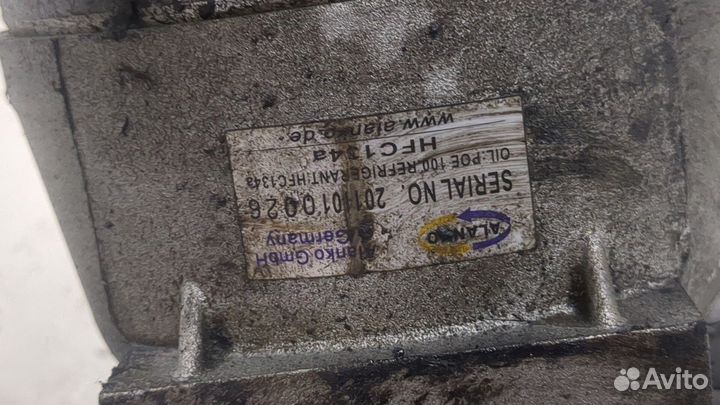 ALANKO
Alanko GmbH
Germany
SERIAL NO. 2011010026
OIL:POE 100,REFRIGERANT:HFC134a
HFC134a
www.alanko.de
Avito